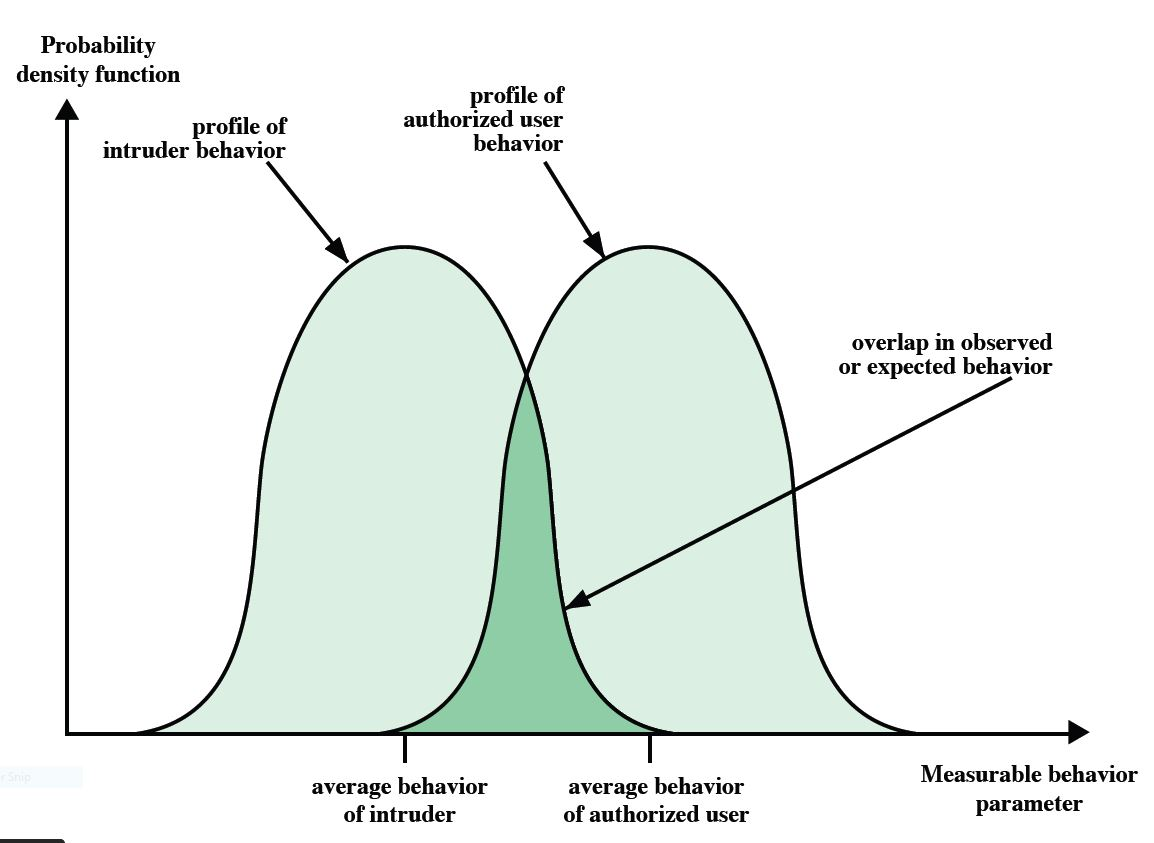 Probability
density function
profile of
intruder behavior
profile of
authorized user
behavior
overlap in observed
or expected behavior
average behavior
of intruder
average behavior
of authorized user
Measurable behavior
parameter
r Snip